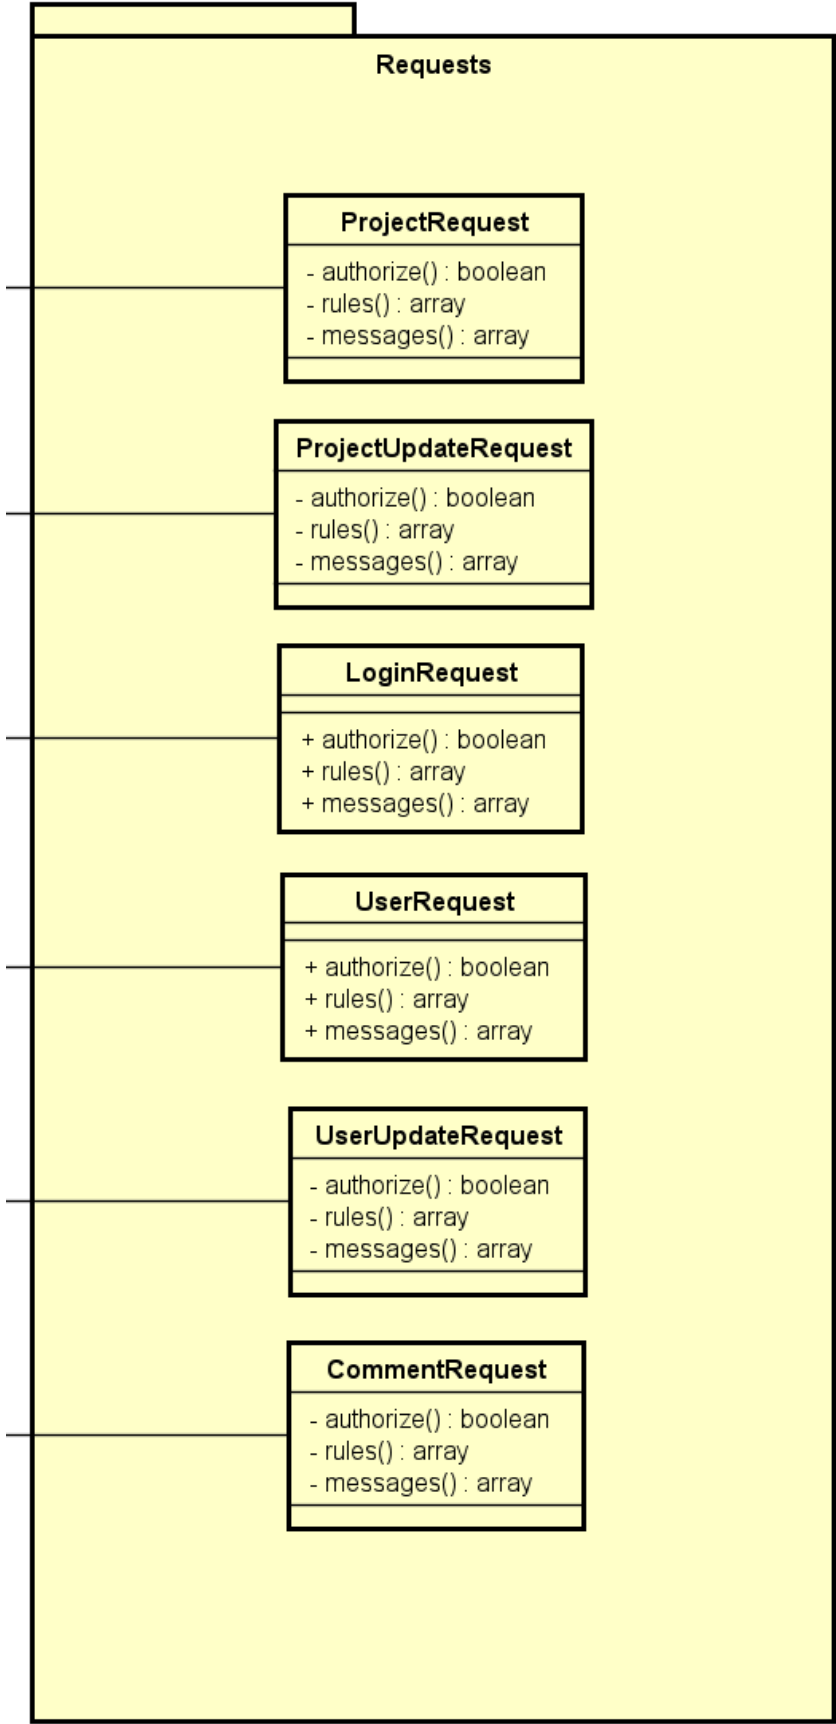 Requests
ProjectRequest
- authorize() : boolean
- rules() : array
- messages() : array
ProjectUpdateRequest
- authorize() : boolean
- rules() : array
- messages() : array
LoginRequest
+ authorize() : boolean
+ rules() : array
+ messages() : array
UserRequest
+ authorize() : boolean
+ rules() : array
+ messages() : array
UserUpdateRequest
- authorize() : boolean
- rules() : array
- messages() : array
CommentRequest
- authorize() : boolean
- rules() : array
- messages() : array